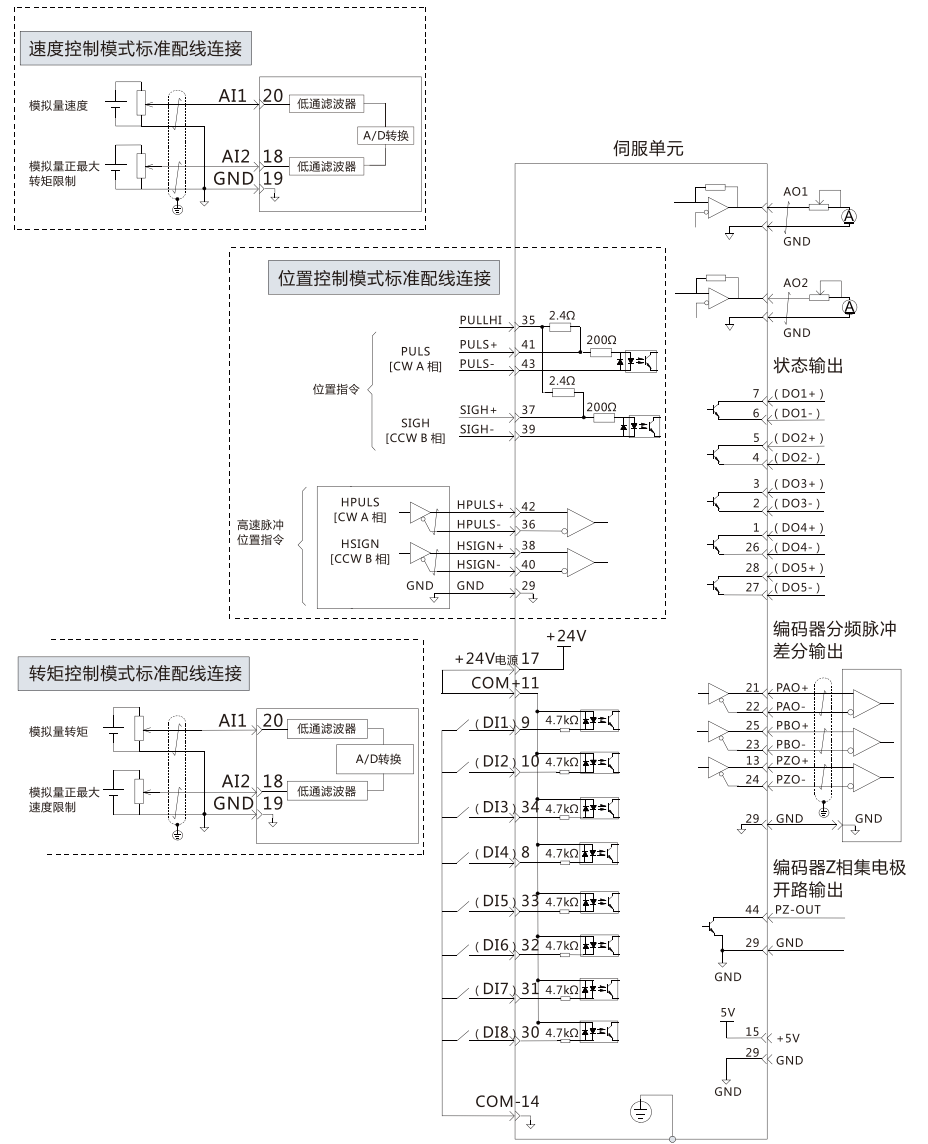 速度控制模式标准配线连接
模拟量速度
AI1 20
低通滤波器
A/D转换
模拟量正最大
转矩限制
AI2 18
低通滤波器
GND 19
伺服单元
AO1
A
GND
AO2
A
GND
位置控制模式标准配线连接
位置指令
PULS
[CW A 相]
PULLHI 35
2.4Ω
PULS+ 41
200Ω
PULS- 43
2.4Ω
SIGH
[CCW B 相]
SIGH+ 37
200Ω
SIGH- 39
高速脉冲
位置指令
HPULS
[CW A 相]
HPULS+ 42
HPULS- 36
HSIGN
[CCW B 相]
HSIGN+ 38
HSIGN- 40
GND GND 29
状态输出
7 (DO1+)
6 (DO1-)
5 (DO2+)
4 (DO2-)
3 (DO3+)
2 (DO3-)
1 (DO4+)
26 (DO4-)
28 (DO5+)
27 (DO5-)
转矩控制模式标准配线连接
模拟量转矩
AI1 20
低通滤波器
A/D转换
模拟量正最大
速度限制
AI2 18
低通滤波器
GND 19
+24V
+24V电源 17
COM+11
(DI1) 9 4.7kΩ
(DI2) 10 4.7kΩ
(DI3) 34 4.7kΩ
(DI4) 8 4.7kΩ
(DI5) 33 4.7kΩ
(DI6) 32 4.7kΩ
(DI7) 31 4.7kΩ
(DI8) 30 4.7kΩ
COM-14
编码器分频脉冲
差分输出
21 PAO+
22 PAO-
25 PBO+
23 PBO-
13 PZO+
24 PZO-
29 GND GND
编码器Z相集电极
开路输出
44 PZ-OUT
29 GND
GND
5V
15 +5V
29 GND
GND